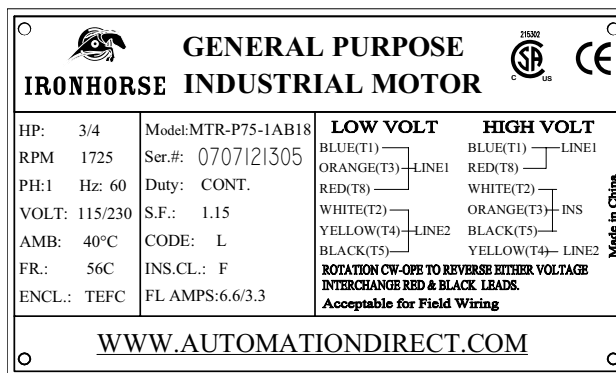 IRONHORSE
GENERAL PURPOSE
INDUSTRIAL MOTOR
215302
C SA US
CE
HP: 3/4
RPM 1725
PH:1 Hz: 60
VOLT: 115/230
AMB: 40°C
FR.: 56C
ENCL.: TEFC
Model:MTR-P75-1AB18
Ser.#: 0707121305
Duty: CONT.
S.F.: 1.15
CODE: L
INS.CL.: F
FL AMPS:6.6/3.3
LOW VOLT
BLUE(T1)
ORANGE(T3) LINE1
RED(T8)
WHITE(T2)
YELLOW(T4) LINE2
BLACK(T5)
HIGH VOLT
BLUE(T1) LINE1
RED(T8)
WHITE(T2)
ORANGE(T3) INS
BLACK(T5)
YELLOW(T4) LINE2
ROTATION CW-OPE TO REVERSE EITHER VOLTAGE
INTERCHANGE RED & BLACK LEADS.
Acceptable for Field Wiring
Made in China
WWW.AUTOMATIONDIRECT.COM